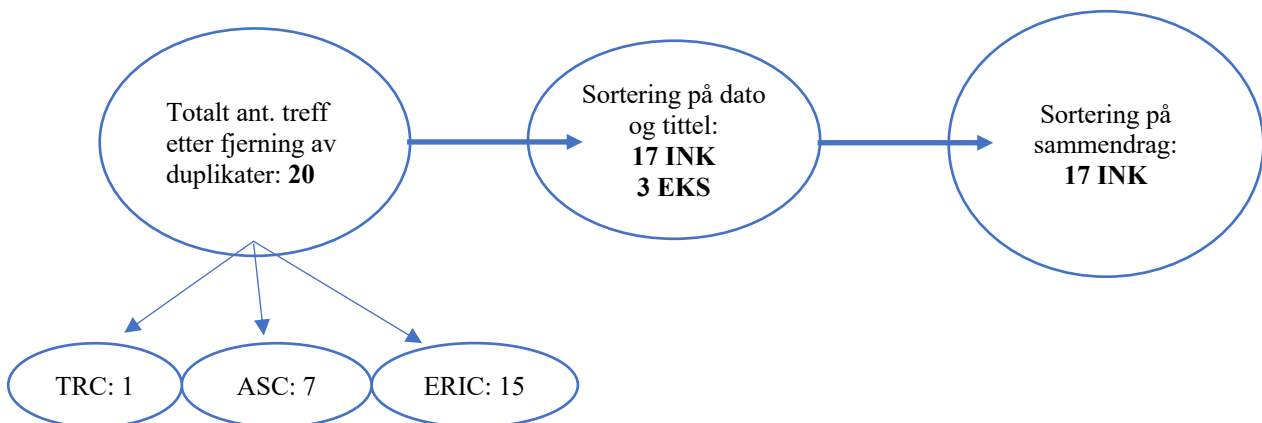 Totalt ant. treff
etter fjerning av
duplikater: 20
Sortering på dato
og tittel:
17 INK
3 EKS
Sortering på
sammendrag:
17 INK
TRC: 1
ASC: 7
ERIC: 15